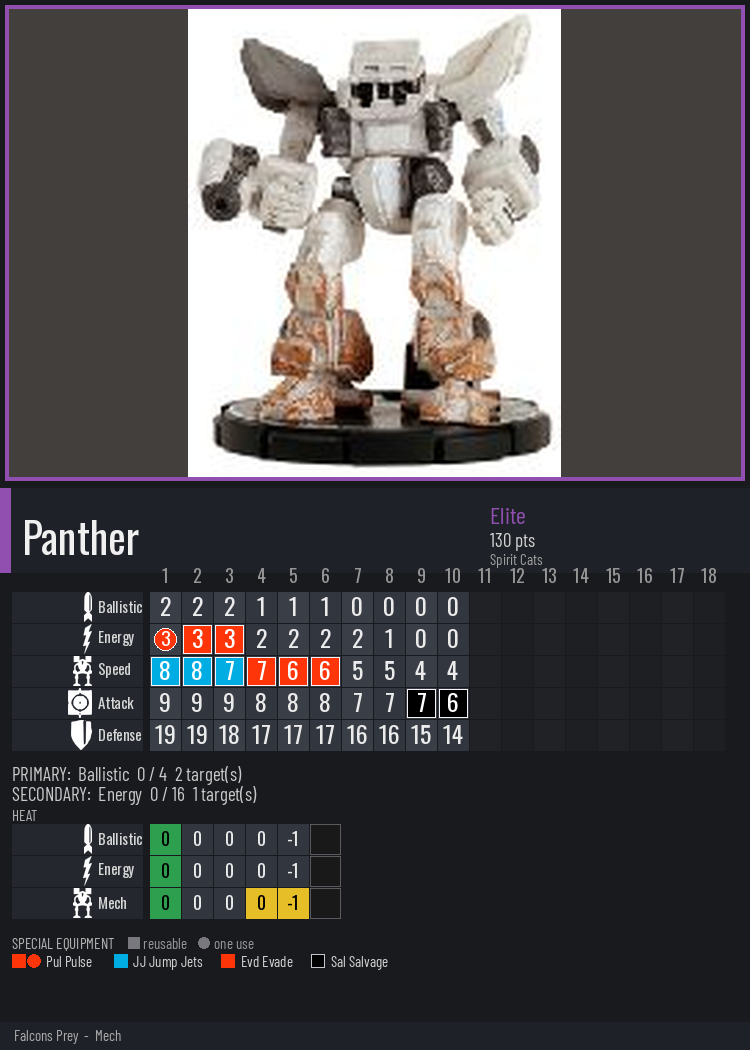 Panther
Elite
130 pts
Spirit Cats
1 2 3 4 5 6 7 8 9 10 11 12 13 14 15 16 17 18
Ballistic 2 2 2 1 1 1 0 0 0 0
Energy 3 3 3 2 2 2 2 1 0 0
Speed 8 8 7 7 6 6 5 5 4 4
Attack 9 9 9 8 8 8 7 7 7 6
Defense 19 19 18 17 17 17 16 16 15 14
PRIMARY: Ballistic 0 / 4 2 target(s)
SECONDARY: Energy 0 / 16 1 target(s)
HEAT
Ballistic 0 0 0 0 -1
Energy 0 0 0 0 -1
Mech 0 0 0 0 -1
SPECIAL EQUIPMENT reusable one use
Pul Pulse JJ Jump Jets Evd Evade Sal Salvage
Falcons Prey - Mech